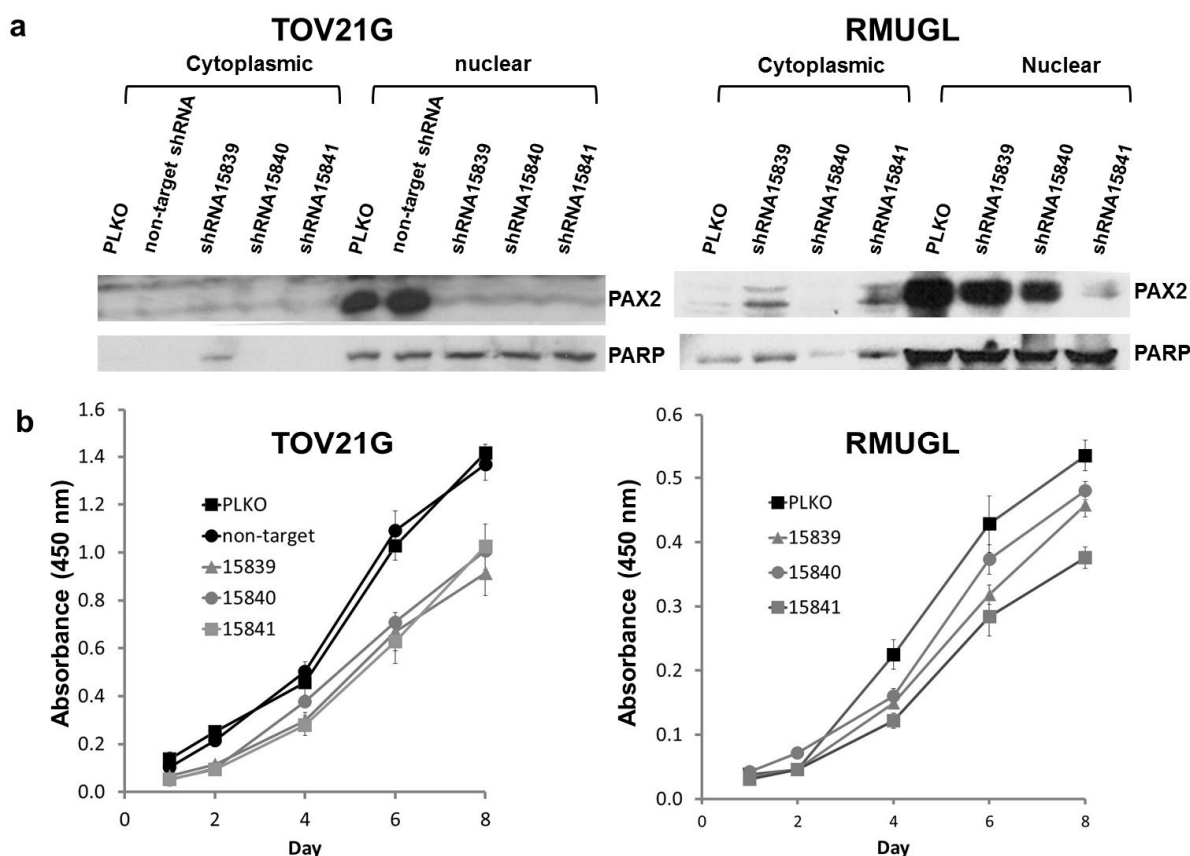 a
TOV21G
RMUGL
Cytoplasmic
nuclear
Cytoplasmic
Nuclear
PLKO
non-target shRNA
shRNA15839
shRNA15840
shRNA15841
PLKO
non-target shRNA
shRNA15839
shRNA15840
shRNA15841
PLKO
shRNA15839
shRNA15840
shRNA15841
PLKO
shRNA15839
shRNA15840
shRNA15841
PAX2
PARP
PAX2
PARP
b
TOV21G
Absorbance (450 nm)
1.6
1.4
1.2
1.0
0.8
0.6
0.4
0.2
0.0
PLKO
non-target
15839
15840
15841
0 2 4 6 8
Day
RMUGL
Absorbance (450 nm)
0.6
0.5
0.4
0.3
0.2
0.1
0.0
PLKO
15839
15840
15841
0 2 4 6 8
Day